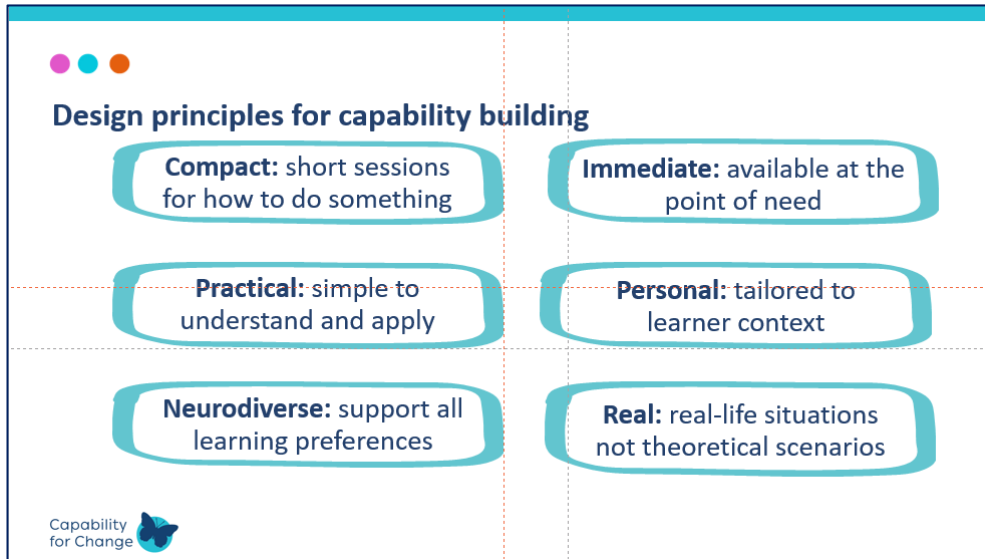 Design principles for capability building
Compact: short sessions
for how to do something
Immediate: available at the
point of need
Practical: simple to
understand and apply
Personal: tailored to
learner context
Neurodiverse: support all
learning preferences
Real: real-life situations
not theoretical scenarios
Capability
for Change